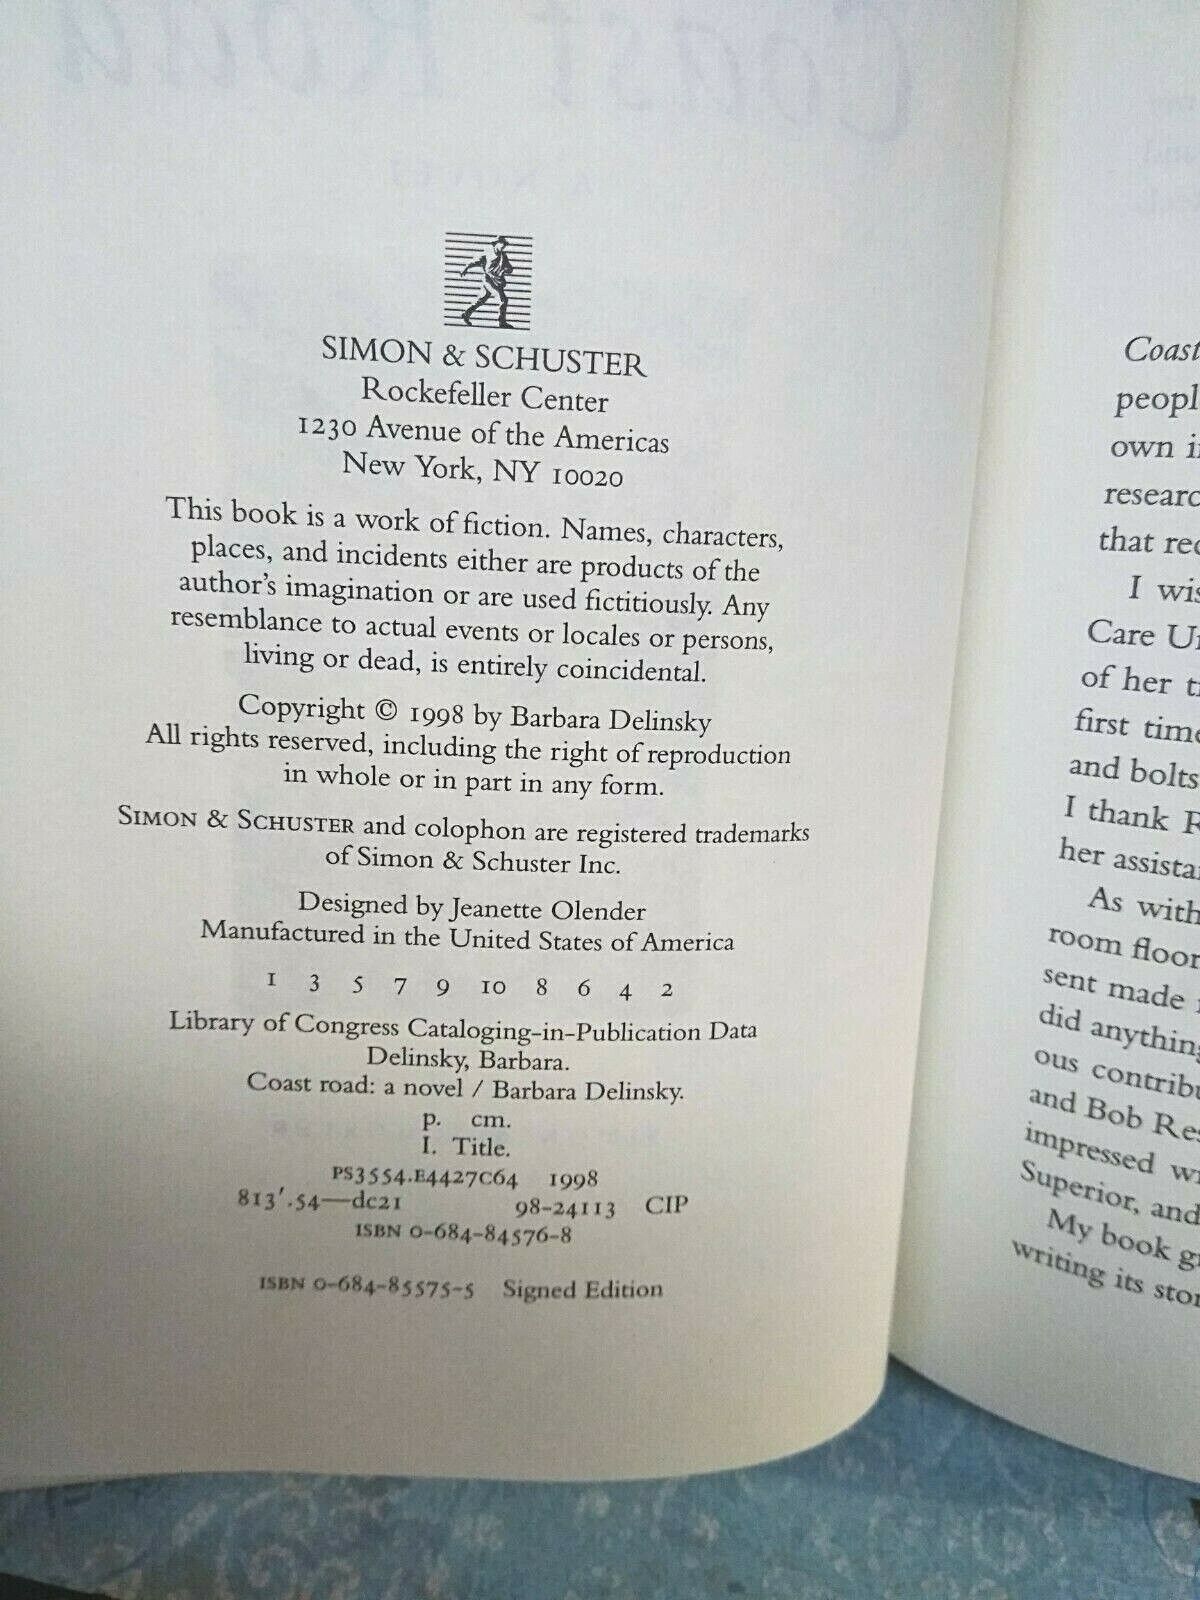 SIMON & SCHUSTER
Rockefeller Center
1230 Avenue of the Americas
New York, NY 10020
This book is a work of fiction. Names, characters,
places, and incidents either are products of the
author's imagination or are used fictitiously. Any
resemblance to actual events or locales or persons,
living or dead, is entirely coincidental.
Copyright © 1998 by Barbara Delinsky
All rights reserved, including the right of reproduction
in whole or in part in any form.
SIMON & SCHUSTER and colophon are registered trademarks
of Simon & Schuster Inc.
Designed by Jeanette Olender
Manufactured in the United States of America
1 3 5 7 9 10 8 6 4 2
Library of Congress Cataloging-in-Publication Data
Delinsky, Barbara.
Coast road: a novel / Barbara Delinsky.
p. cm.
I. Title.
PS3554.E4427C64 1998
813'.54—dc21 98-24113 CIP
ISBN 0-684-84576-8
ISBN 0-684-85575-5 Signed Edition
Coast
peopl
own i
researc
that rec
I wis
Care Un
of her ti
first time
and bolts
I thank R
her assista
As with
room floor
sent made
did anything
ous contribu
and Bob Res
impressed wi
Superior, and
My book g
writing its stor